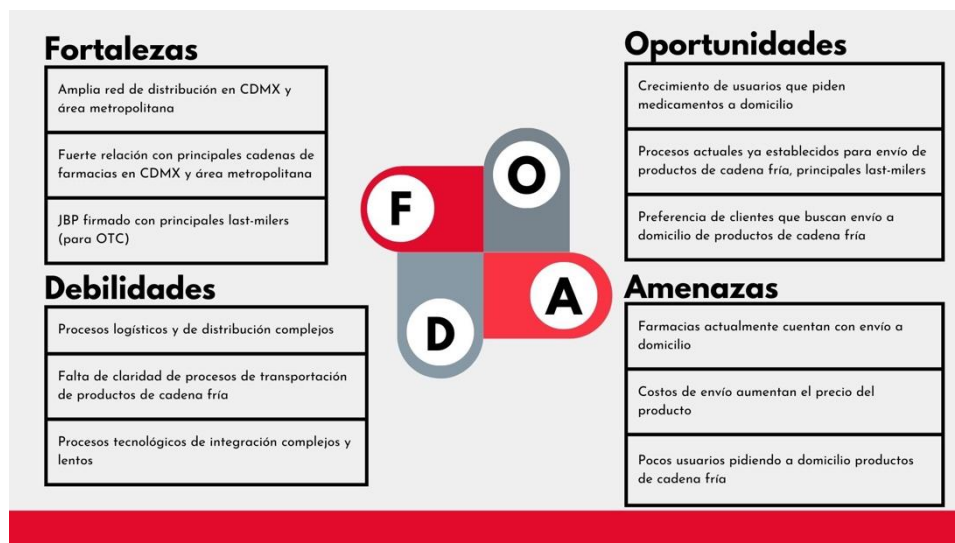 Fortalezas
Amplia red de distribución en CDMX y
área metropolitana
Fuerte relación con principales cadenas de
farmacias en CDMX y área metropolitana
JBP firmado con principales last-milers
(para OTC)
Debilidades
Procesos logísticos y de distribución complejos
Falta de claridad de procesos de transportación
de productos de cadena fría
Procesos tecnológicos de integración complejos y
lentos
F
O
D
A
Oportunidades
Crecimiento de usuarios que piden
medicamentos a domicilio
Procesos actuales ya establecidos para envío de
productos de cadena fría, principales last-milers
Preferencia de clientes que buscan envío a
domicilio de productos de cadena fría
Amenazas
Farmacias actualmente cuentan con envío a
domicilio
Costos de envío aumentan el precio del
producto
Pocos usuarios pidiendo a domicilio productos
de cadena fría